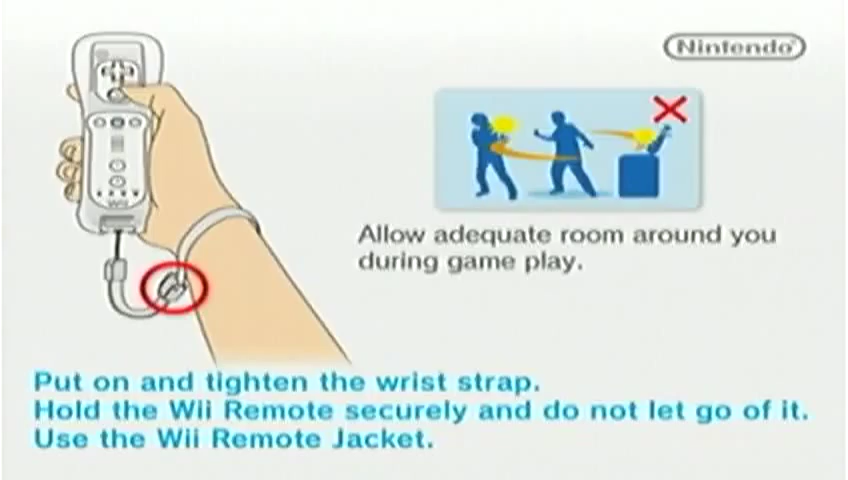 Nintendo
Allow adequate room around you
during game play.
Put on and tighten the wrist strap.
Hold the Wii Remote securely and do not let go of it.
Use the Wii Remote Jacket.
Wii